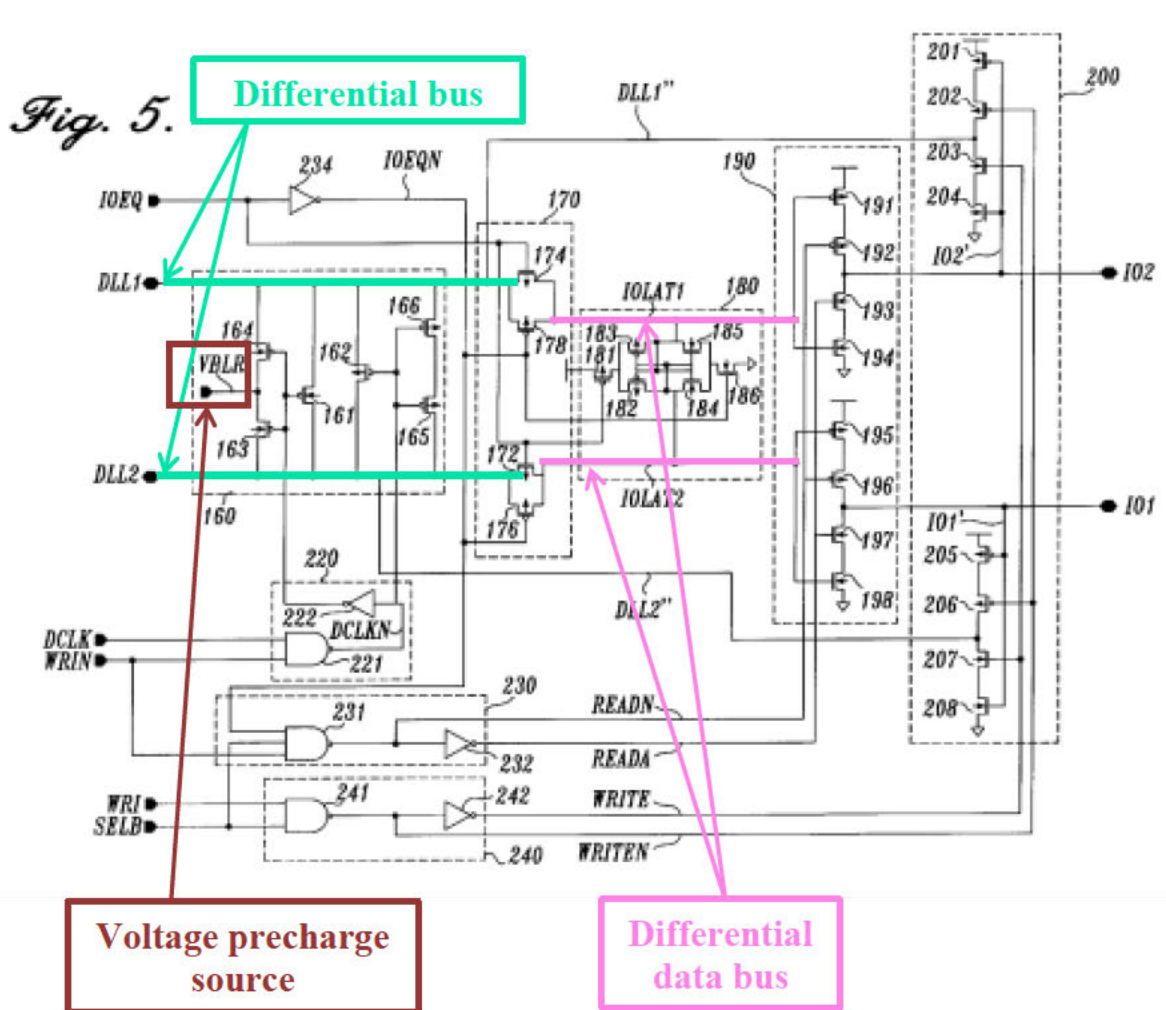 Fig. 5.
Differential bus
DLL1"
201
200
202
234
IOEQN
190
203
IOEQ
170
204
191
174
192
IO2'
DLL1
IO2
IOLAT1
180
166
193
164
162
178
183
185
181
194
VBLR
186
161
182
184
163
165
195
172
DLL2
196
IOLAT2
160
176
IO1
IO1'
197
205
220
198
222
DLL2"
206
DCLKN
DCLK
WRIN
221
207
230
231
READN
208
READA
232
WRI
241
242
WRITE
SELB
WRITEN
240
Voltage precharge
source
Differential
data bus